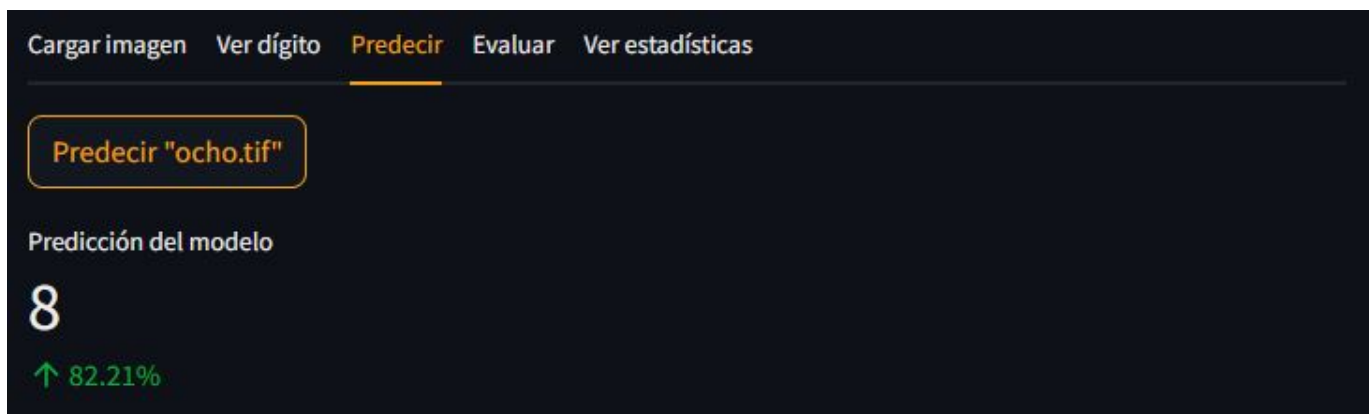 Cargar imagen Ver dígito Predecir Evaluar Ver estadísticas
Predecir "ocho.tif"
Predicción del modelo
8
↑ 82.21%